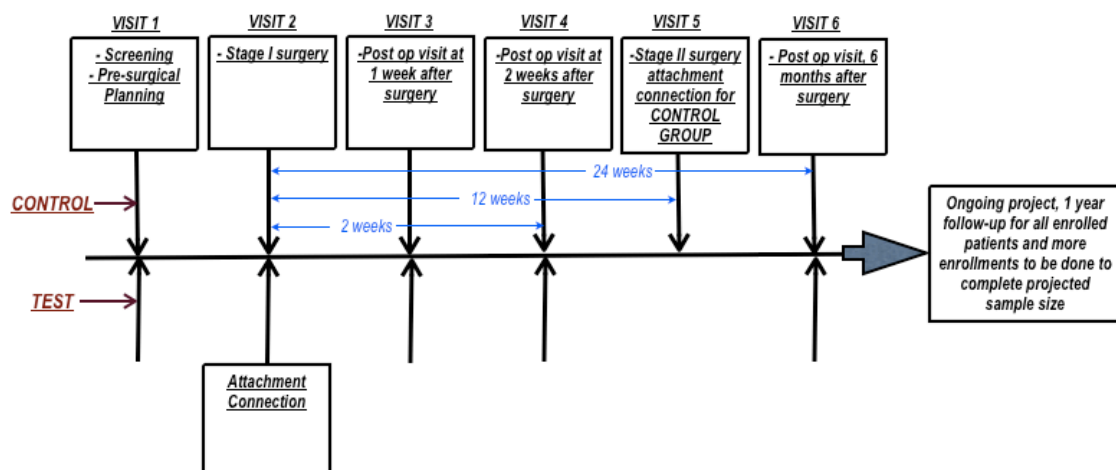 VISIT 1
- Screening
- Pre-surgical
Planning
VISIT 2
- Stage I surgery
VISIT 3
-Post op visit at
1 week after
surgery
VISIT 4
-Post op visit at
2 weeks after
surgery
VISIT 5
-Stage II surgery
attachment
connection for
CONTROL
GROUP
VISIT 6
- Post op visit, 6
months after
surgery
24 weeks
12 weeks
2 weeks
CONTROL
TEST
Attachment
Connection
Ongoing project, 1 year
follow-up for all enrolled
patients and more
enrollments to be done to
complete projected
sample size